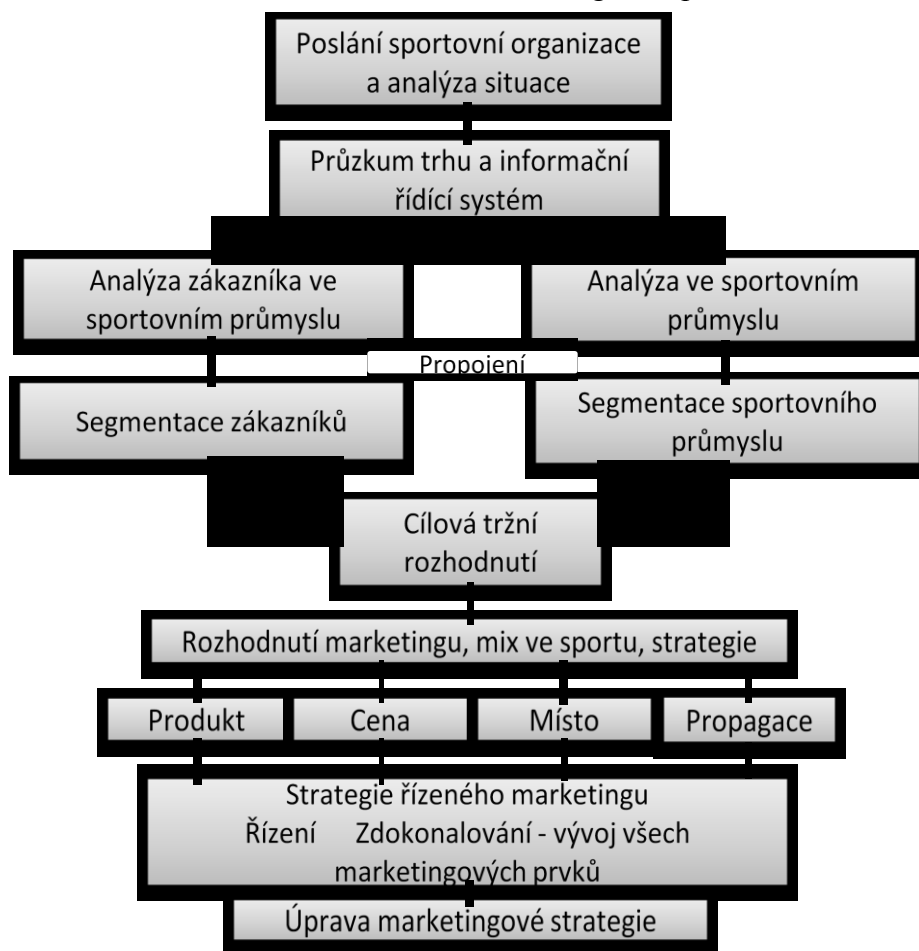 Poslání sportovní organizace
a analýza situace
Průzkum trhu a informační
řídící systém
Analýza zákazníka ve
sportovním průmyslu
Analýza ve sportovním
průmyslu
Propojení
Segmentace zákazníků
Segmentace sportovního
průmyslu
Cílová tržní
rozhodnutí
Rozhodnutí marketingu, mix ve sportu, strategie
Produkt
Cena
Místo
Propagace
Strategie řízeného marketingu
Řízení Zdokonalování - vývoj všech
marketingových prvků
Úprava marketingové strategie